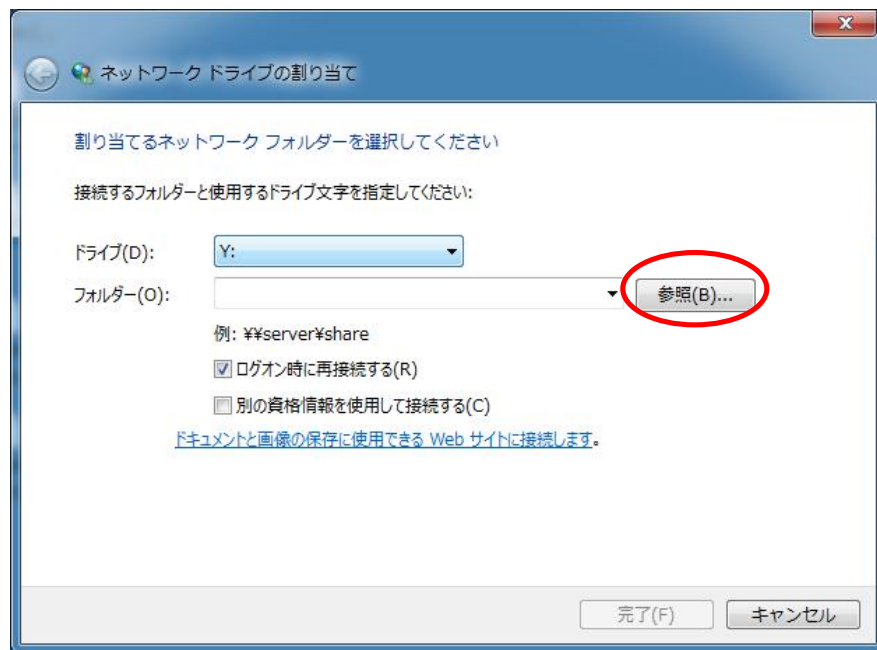 ネットワーク ドライブの割り当て
割り当てるネットワーク フォルダーを選択してください
接続するフォルダーと使用するドライブ文字を指定してください:
ドライブ(D): Y:
フォルダー(O): 参照(B)...
例: ¥¥server¥share
ログオン時に再接続する(R)
別の資格情報を使用して接続する(C)
ドキュメントと画像の保存に使用できる Web サイトに接続します。
完了(F) キャンセル